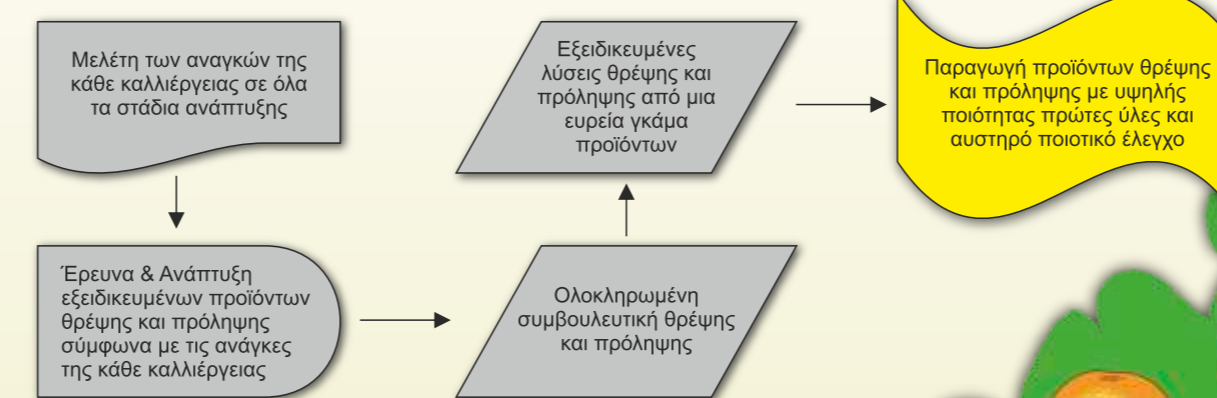 Μελέτη των αναγκών της
κάθε καλλιέργειας σε όλα
τα στάδια ανάπτυξης
Έρευνα & Ανάπτυξη
εξειδικευμένων προϊόντων
θρέψης και πρόληψης
σύμφωνα με τις ανάγκες
της κάθε καλλιέργειας
Ολοκληρωμένη
συμβουλευτική θρέψης
και πρόληψης
Εξειδικευμένες
λύσεις θρέψης και
πρόληψης από μια
ευρεία γκάμα
προϊόντων
Παραγωγή προϊόντων θρέψης
και πρόληψης με υψηλής
ποιότητας πρώτες ύλες και
αυστηρό ποιοτικό έλεγχο